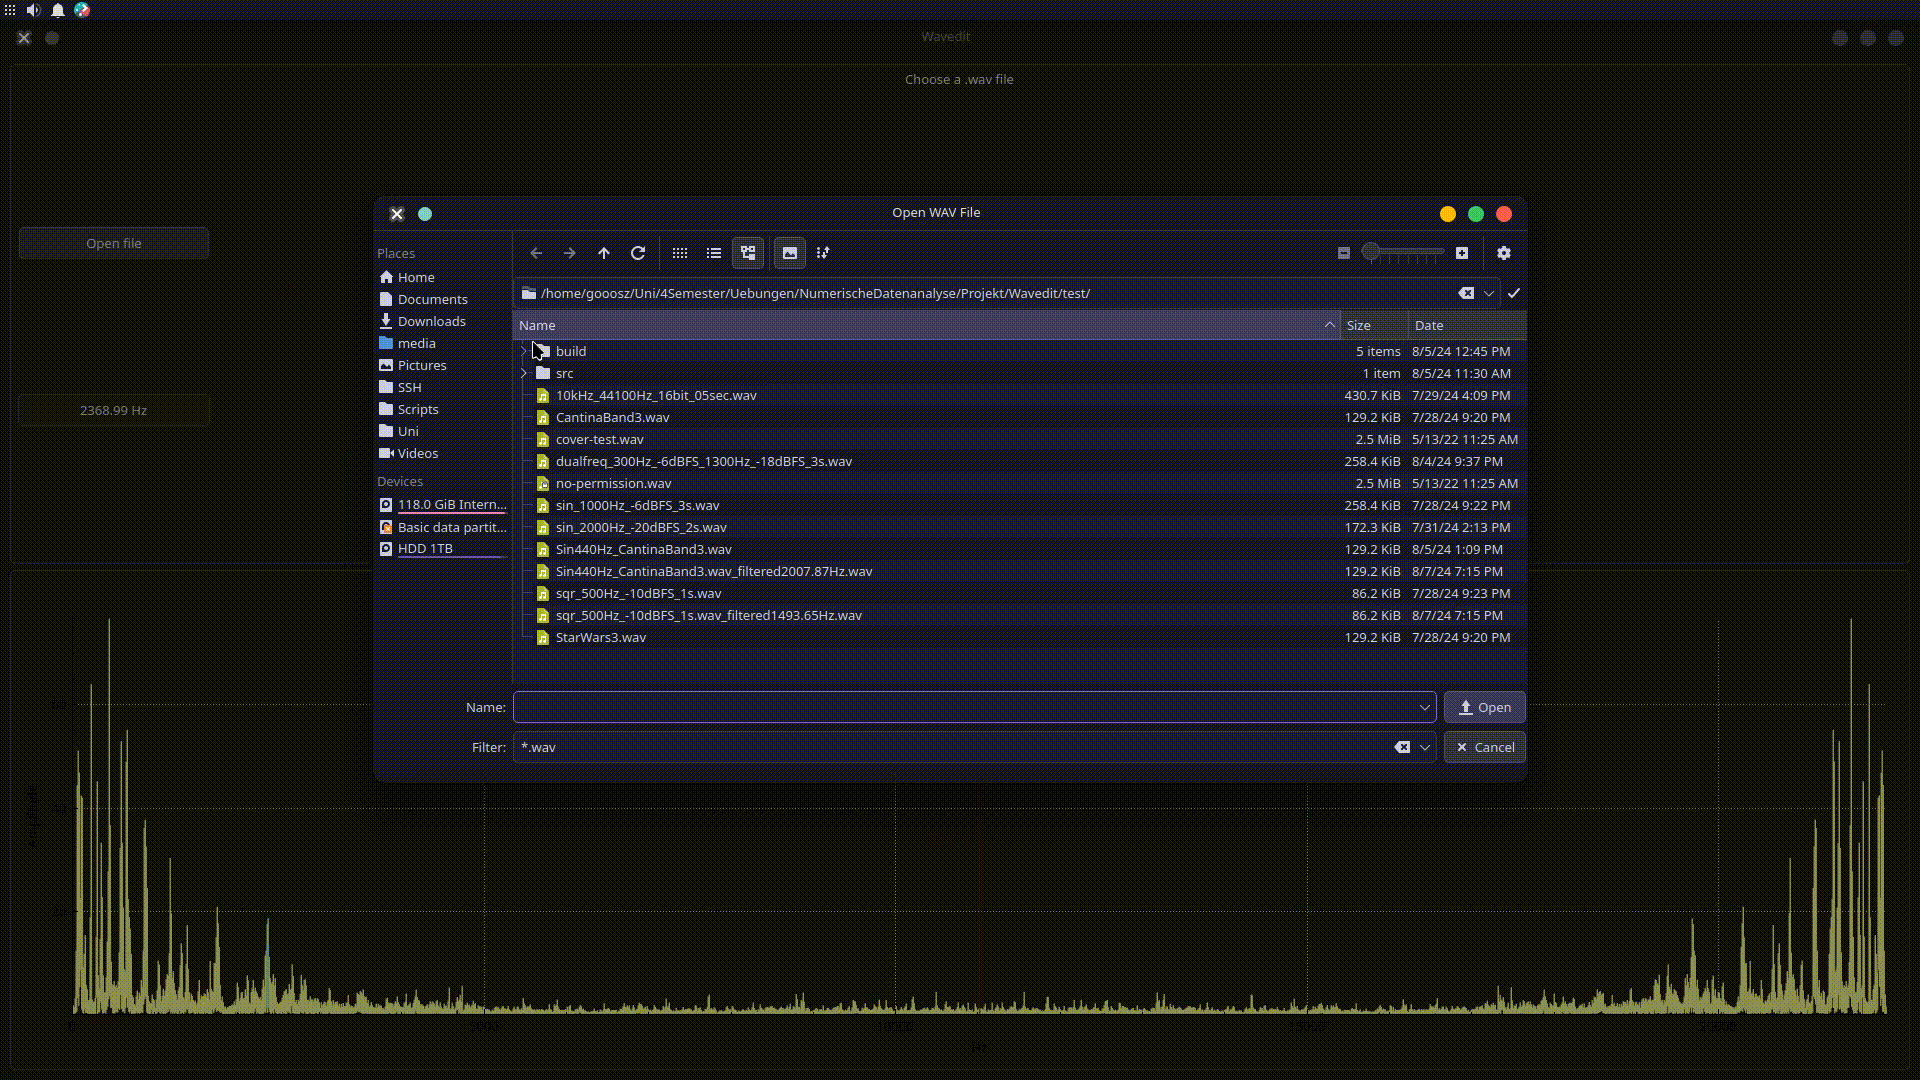 Wavedit
Choose a .wav file
Open WAV File
Open file
Places
Home
Documents
Downloads
media
Pictures
SSH
Scripts
Uni
Videos
Devices
118.0 GiB Intern...
Basic data partit...
HDD 1TB
/home/gooosz/Uni/4Semester/Uebungen/NumerischeDatenanalyse/Projekt/Wavedit/test/
Name Size Date
build 5 items 8/5/24 12:45 PM
src 1 item 8/5/24 11:30 AM
10kHz_44100Hz_16bit_05sec.wav 430.7 KiB 7/29/24 4:09 PM
CantinaBand3.wav 129.2 KiB 7/28/24 9:20 PM
cover-test.wav 2.5 MiB 5/13/22 11:25 AM
dualfreq_300Hz_-6dBFS_1300Hz_-18dBFS_3s.wav 258.4 KiB 8/4/24 9:37 PM
no-permission.wav 2.5 MiB 5/13/22 11:25 AM
sin_1000Hz_-6dBFS_3s.wav 258.4 KiB 7/28/24 9:22 PM
sin_2000Hz_-20dBFS_2s.wav 172.3 KiB 7/31/24 2:13 PM
Sin440Hz_CantinaBand3.wav 129.2 KiB 8/5/24 1:09 PM
Sin440Hz_CantinaBand3.wav_filtered2007.87Hz.wav 129.2 KiB 8/7/24 7:15 PM
sqr_500Hz_-10dBFS_1s.wav 86.2 KiB 7/28/24 9:23 PM
sqr_500Hz_-10dBFS_1s.wav_filtered1493.65Hz.wav 86.2 KiB 8/7/24 7:15 PM
StarWars3.wav 129.2 KiB 7/28/24 9:20 PM
2368.99 Hz
Name:
Open
Filter: *.wav
Cancel
Amplitude